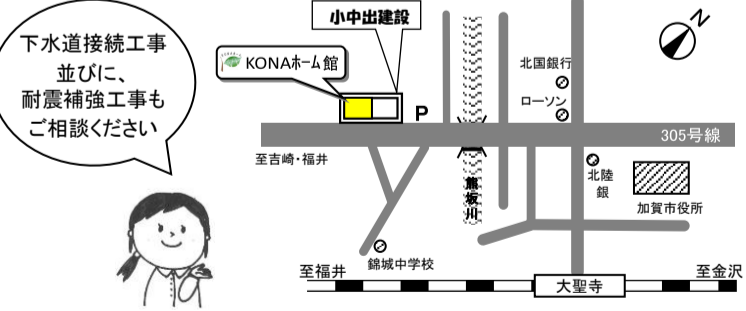 下水道接続工事
並びに、
耐震補強工事も
ご相談ください
小中出建設
KONAホーム館
P
N
北国銀行
ローソン
305号線
至吉崎・福井
熊坂川
北陸
銀
加賀市役所
錦城中学校
至福井
大聖寺
至金沢